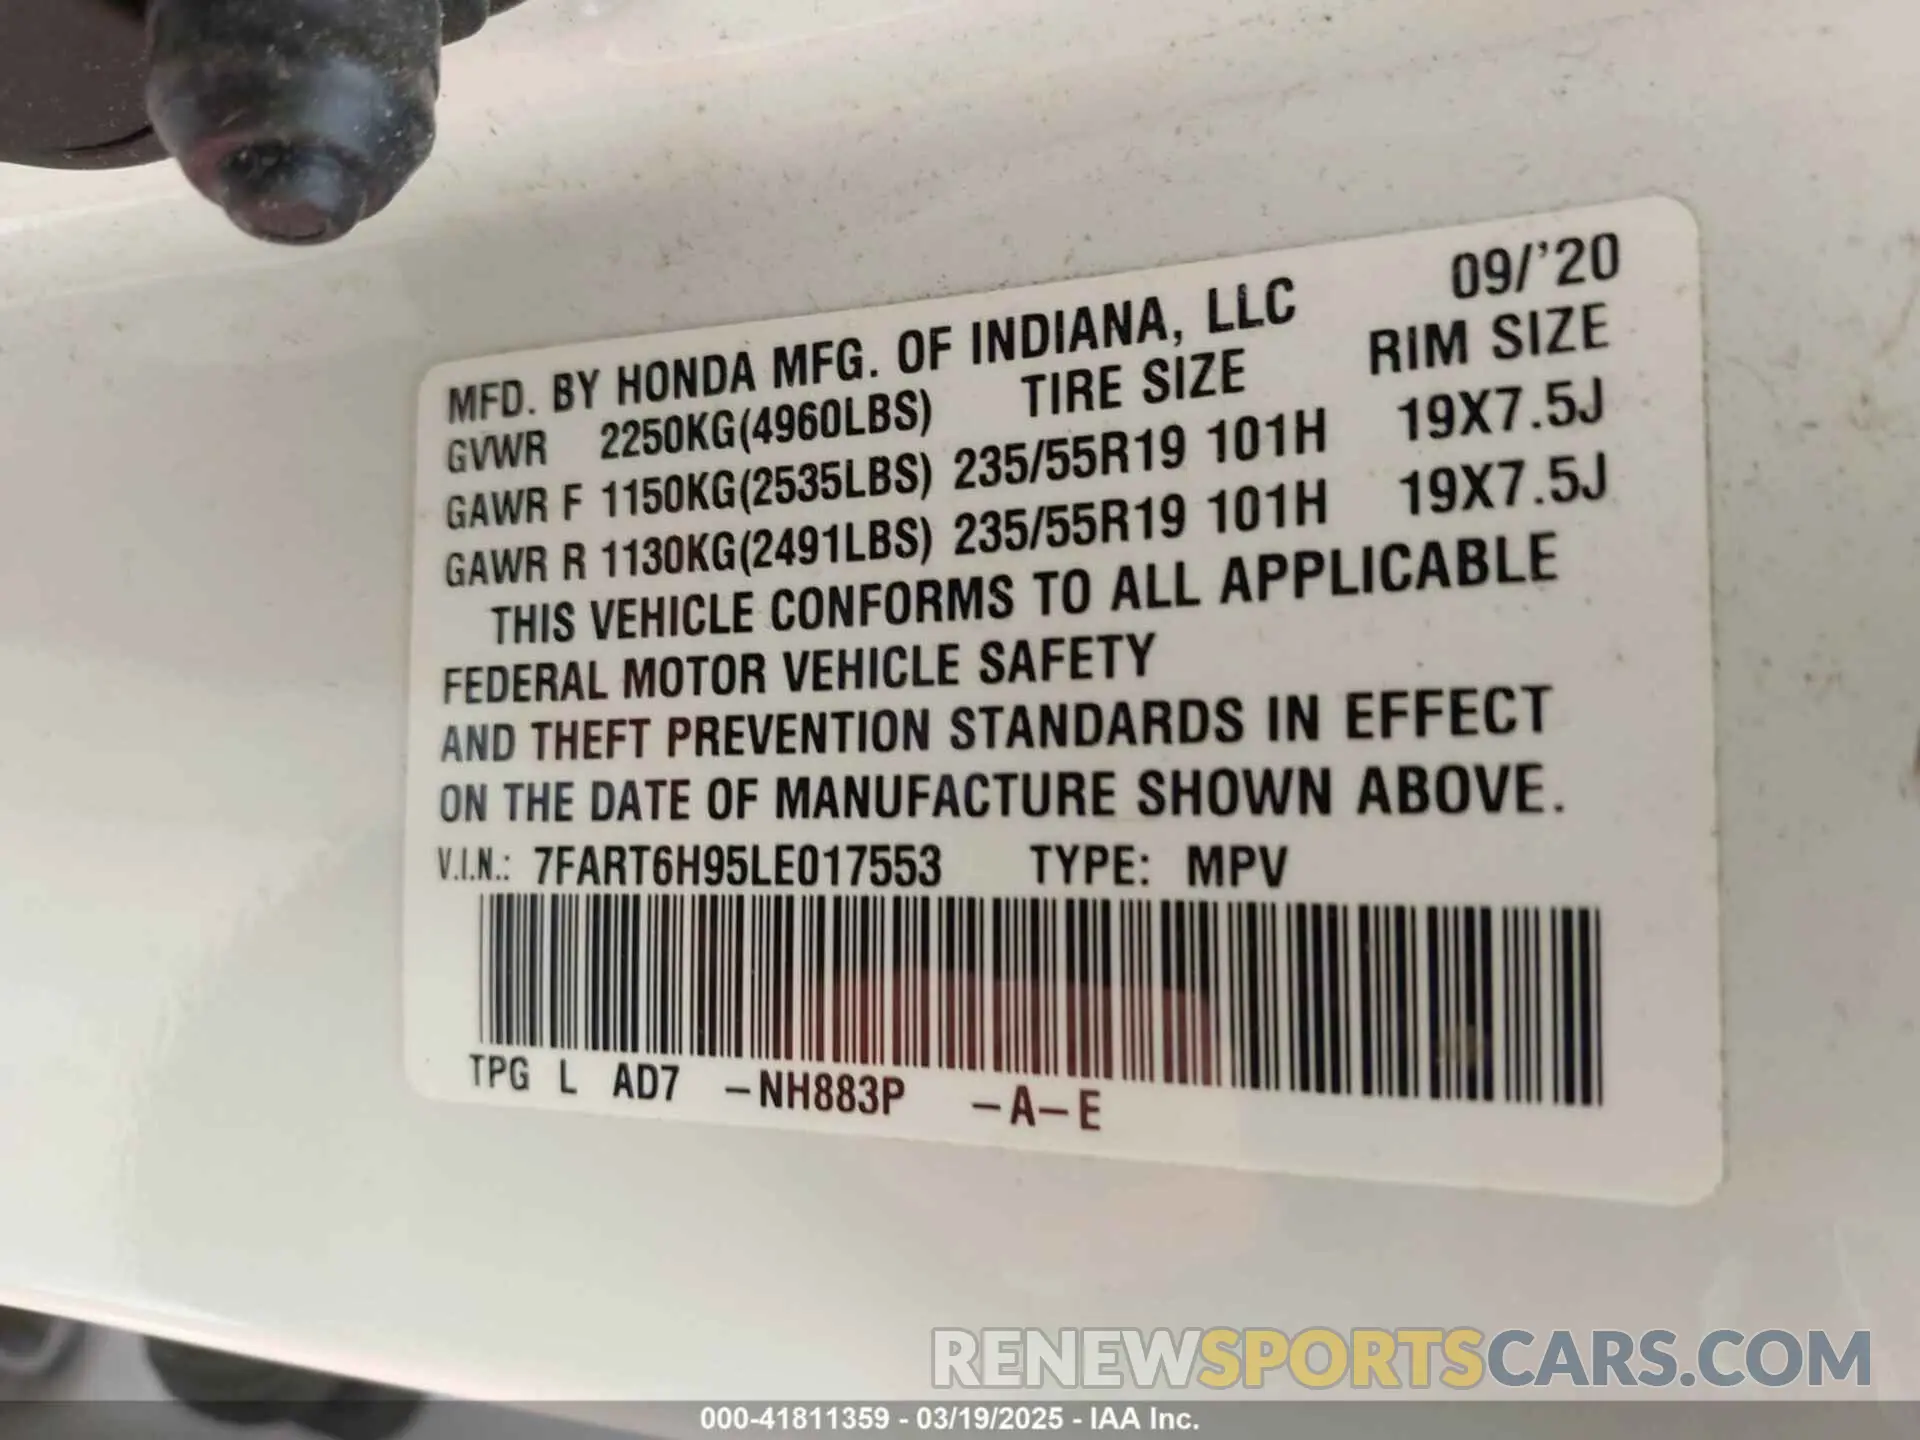 MFD. BY HONDA MFG. OF INDIANA, LLC 09/'20
GVWR 2250KG(4960LBS) TIRE SIZE RIM SIZE
GAWR F 1150KG(2535LBS) 235/55R19 101H 19X7.5J
GAWR R 1130KG(2491LBS) 235/55R19 101H 19X7.5J
THIS VEHICLE CONFORMS TO ALL APPLICABLE
FEDERAL MOTOR VEHICLE SAFETY
AND THEFT PREVENTION STANDARDS IN EFFECT
ON THE DATE OF MANUFACTURE SHOWN ABOVE.
V.I.N.: 7FART6H95LE017553 TYPE: MPV
TPG L AD7 -NH883P -A-E
RENEWSPORTSCARS.COM
000-41811359 - 03/19/2025 - IAA Inc.